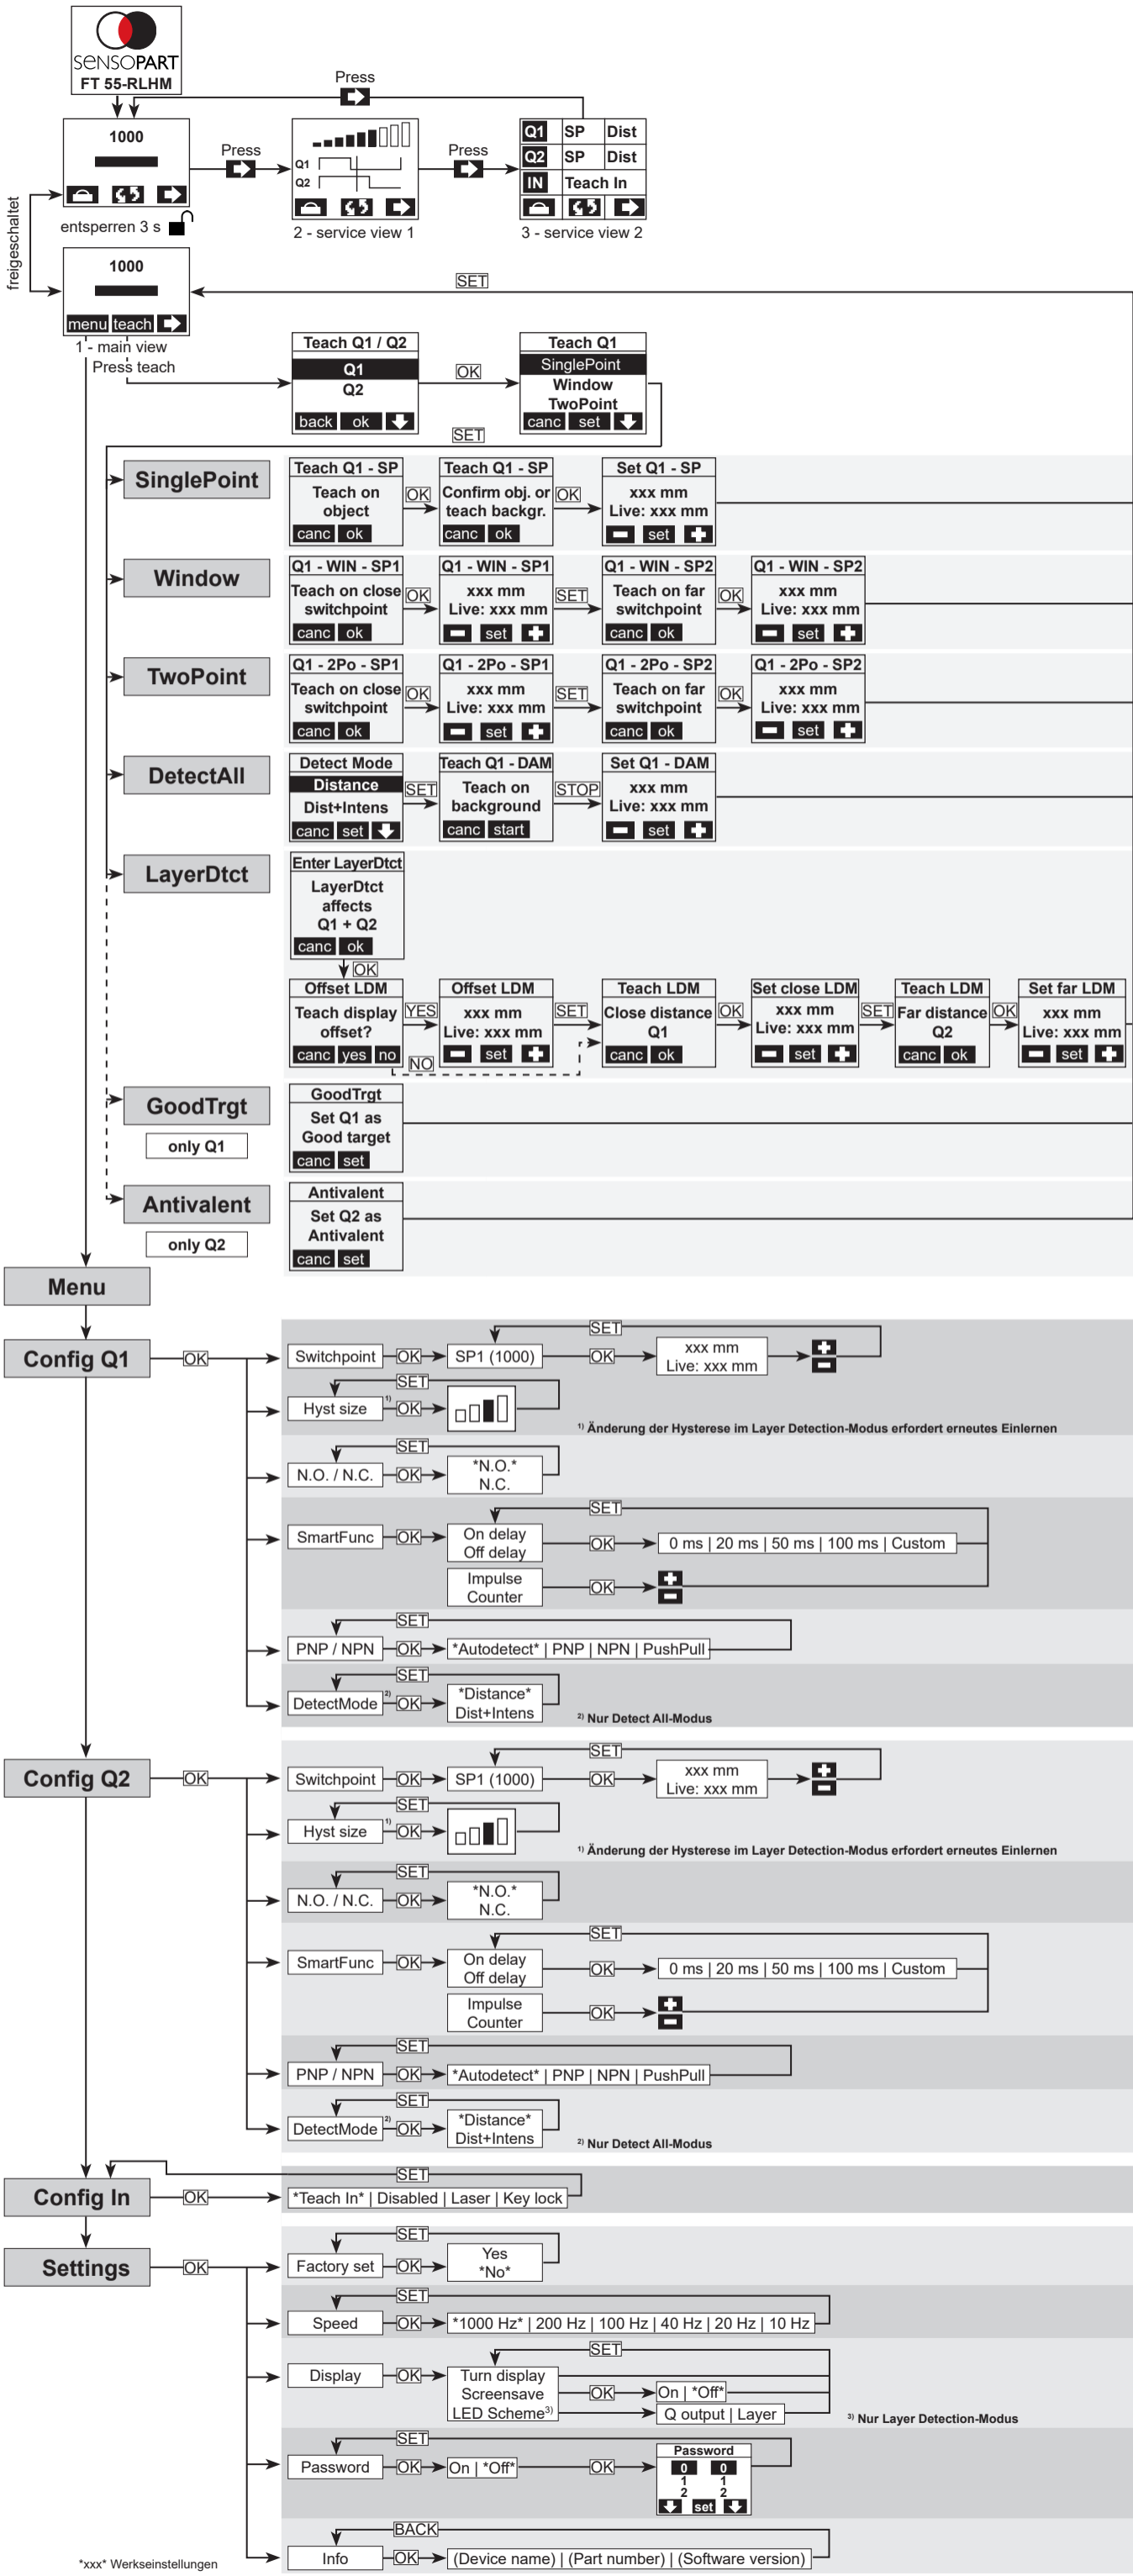 SENSOPART
FT 55-RLHM
Press
1000
Press
Q1
Q2
Press
Q1 SP Dist
Q2 SP Dist
IN Teach In
freigeschaltet
entsperren 3 s
2 - service view 1
3 - service view 2
1000
SET
menu teach
1 - main view
Press teach
Teach Q1 / Q2
Q1
Q2
back ok
OK
Teach Q1
SinglePoint
Window
TwoPoint
canc set
SET
SinglePoint
Teach Q1 - SP
Teach on
object
canc ok
OK
Teach Q1 - SP
Confirm obj. or
teach backgr.
canc ok
OK
Set Q1 - SP
xxx mm
Live: xxx mm
set
Window
Q1 - WIN - SP1
Teach on close
switchpoint
canc ok
OK
Q1 - WIN - SP1
xxx mm
Live: xxx mm
set
SET
Q1 - WIN - SP2
Teach on far
switchpoint
canc ok
OK
Q1 - WIN - SP2
xxx mm
Live: xxx mm
set
TwoPoint
Q1 - 2Po - SP1
Teach on close
switchpoint
canc ok
OK
Q1 - 2Po - SP1
xxx mm
Live: xxx mm
set
SET
Q1 - 2Po - SP2
Teach on far
switchpoint
canc ok
OK
Q1 - 2Po - SP2
xxx mm
Live: xxx mm
set
DetectAll
Detect Mode
Distance
Dist+Intens
canc set
SET
Teach Q1 - DAM
Teach on
background
canc start
STOP
Set Q1 - DAM
xxx mm
Live: xxx mm
set
LayerDtct
Enter LayerDtct
LayerDtct
affects
Q1 + Q2
canc ok
OK
Offset LDM
Teach display
offset?
canc yes no
YES
NO
Offset LDM
xxx mm
Live: xxx mm
set
SET
Teach LDM
Close distance
Q1
canc ok
OK
Set close LDM
xxx mm
Live: xxx mm
set
SET
Teach LDM
Far distance
Q2
canc ok
OK
Set far LDM
xxx mm
Live: xxx mm
set
GoodTrgt
only Q1
GoodTrgt
Set Q1 as
Good target
canc set
Antivalent
only Q2
Antivalent
Set Q2 as
Antivalent
canc set
Menu
Config Q1
OK
Switchpoint
OK
SP1 (1000)
SET
OK
xxx mm
Live: xxx mm
Hyst size 1)
SET
OK
1) Änderung der Hysterese im Layer Detection-Modus erfordert erneutes Einlernen
N.O. / N.C.
SET
OK
*N.O.*
N.C.
SmartFunc
OK
SET
On delay
Off delay
OK
0 ms | 20 ms | 50 ms | 100 ms | Custom
Impulse
Counter
OK
PNP / NPN
SET
OK
*Autodetect* | PNP | NPN | PushPull
DetectMode 2)
SET
OK
*Distance*
Dist+Intens
2) Nur Detect All-Modus
Config Q2
OK
Switchpoint
OK
SP1 (1000)
SET
OK
xxx mm
Live: xxx mm
Hyst size 1)
SET
OK
1) Änderung der Hysterese im Layer Detection-Modus erfordert erneutes Einlernen
N.O. / N.C.
SET
OK
*N.O.*
N.C.
SmartFunc
OK
SET
On delay
Off delay
OK
0 ms | 20 ms | 50 ms | 100 ms | Custom
Impulse
Counter
OK
PNP / NPN
SET
OK
*Autodetect* | PNP | NPN | PushPull
DetectMode 2)
SET
OK
*Distance*
Dist+Intens
2) Nur Detect All-Modus
Config In
OK
SET
*Teach In* | Disabled | Laser | Key lock
Settings
OK
Factory set
SET
OK
Yes
*No*
Speed
SET
OK
*1000 Hz* | 200 Hz | 100 Hz | 40 Hz | 20 Hz | 10 Hz
Display
OK
SET
Turn display
Screensave
LED Scheme3)
OK
On | *Off*
Q output | Layer
3) Nur Layer Detection-Modus
Password
SET
OK
On | *Off*
OK
Password
0 0
1 1
2 2
set
Info
BACK
OK
(Device name) | (Part number) | (Software version)
*xxx* Werkseinstellungen